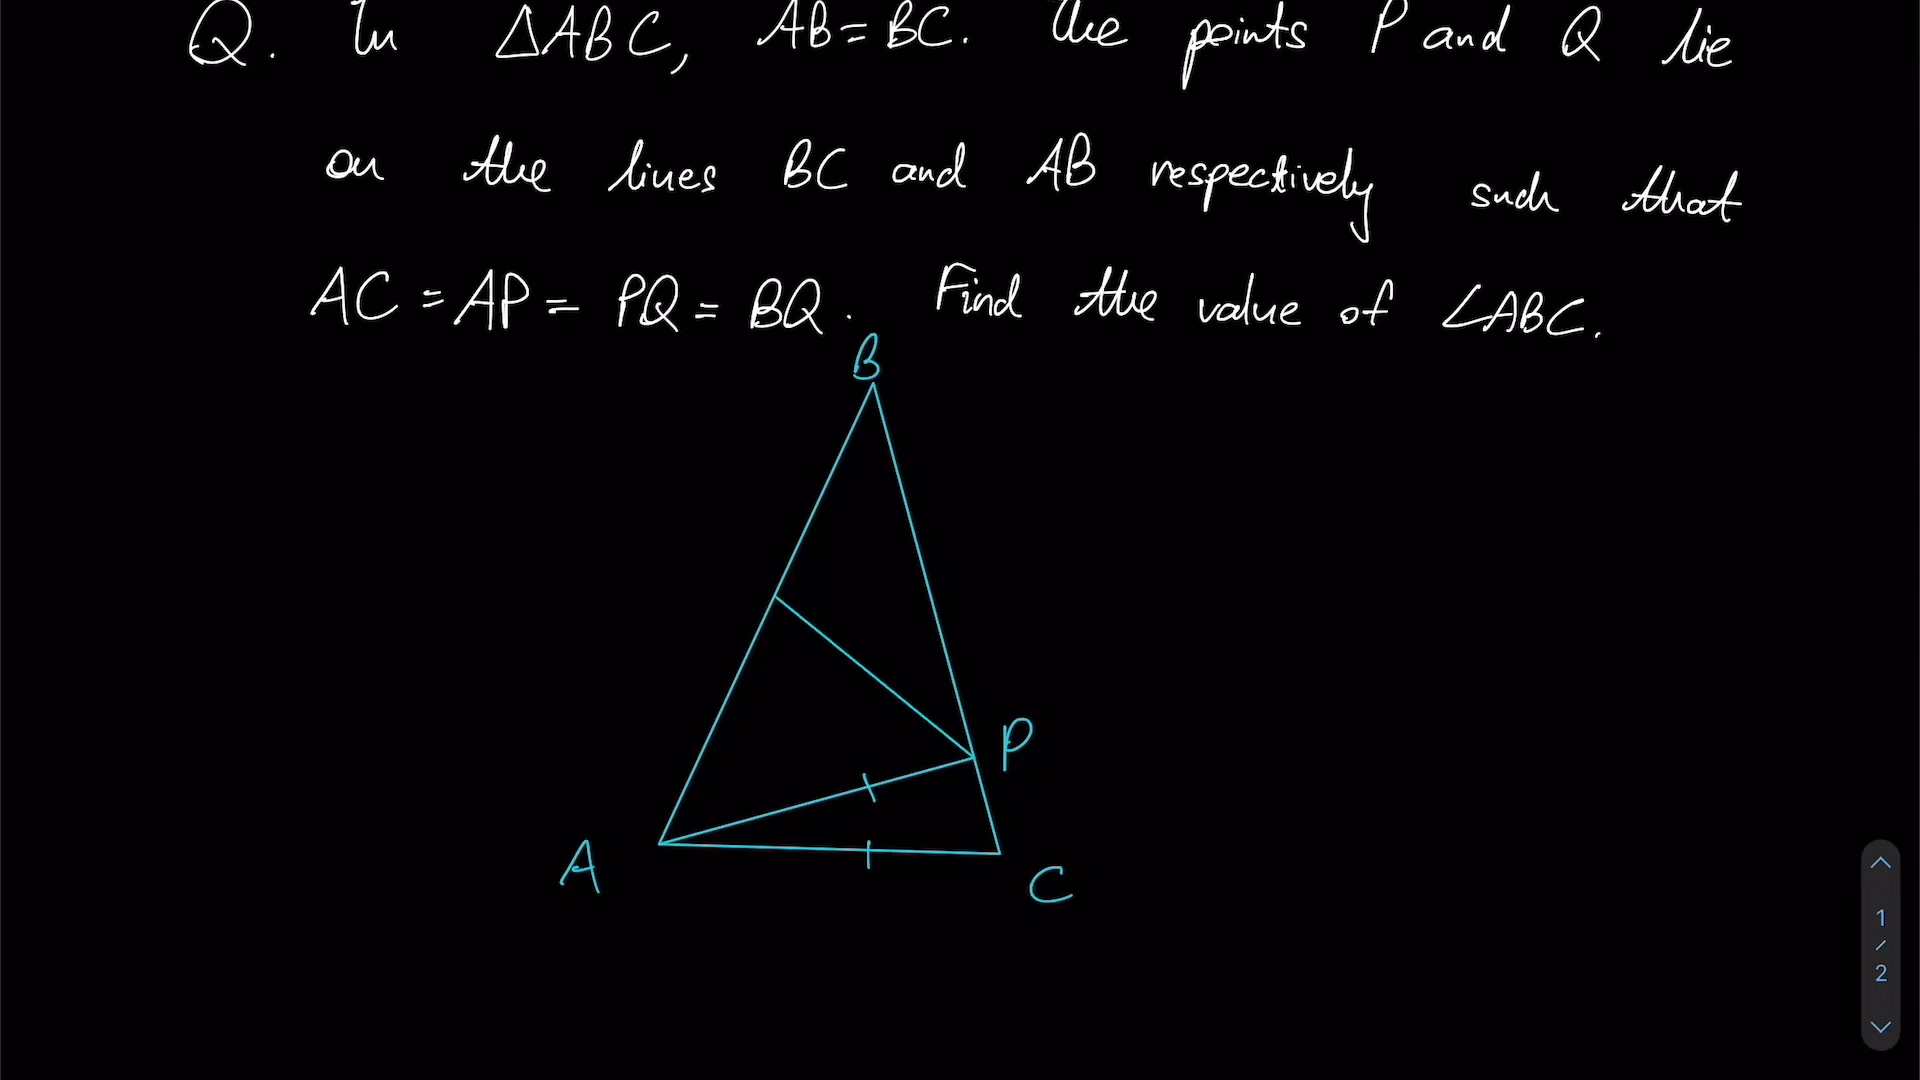 Q. In △ABC, AB = BC. The points P and Q lie
on the lines BC and AB respectively such that
AC = AP = PQ = BQ. Find the value of ∠ABC.
B
P
A
C
1
/
2